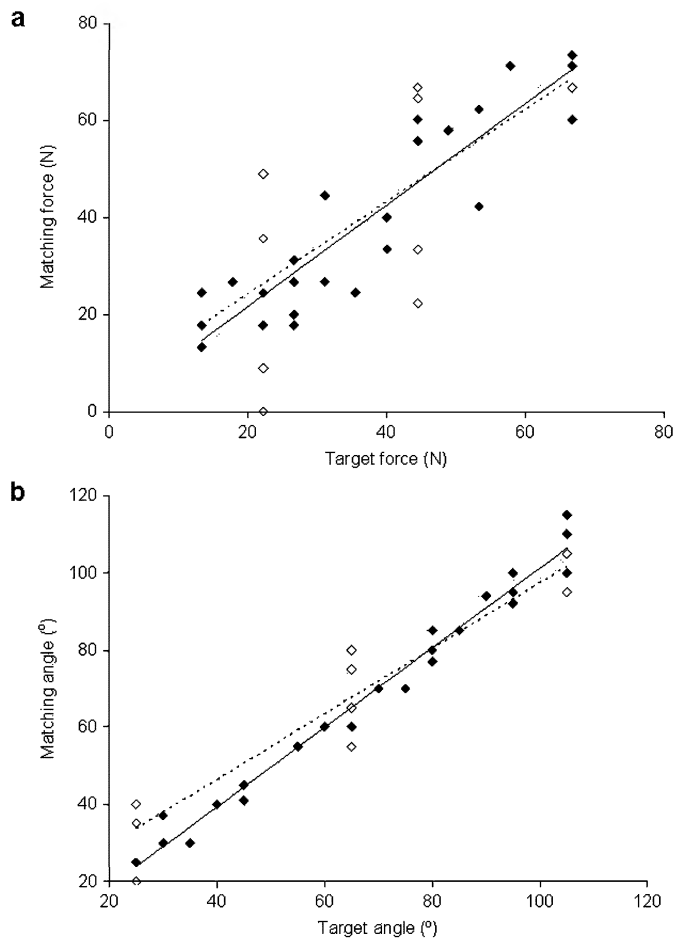 a
80
60
40
20
0
Matching force (N)
0 20 40 60 80
Target force (N)
b
120
100
80
60
40
20
Matching angle (º)
20 40 60 80 100 120
Target angle (º)